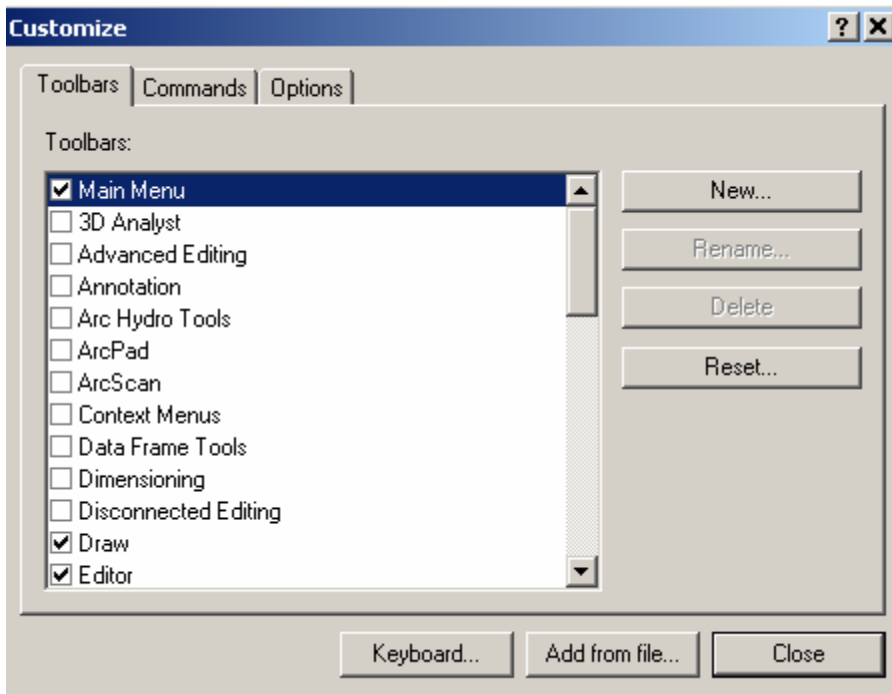 Customize
Toolbars Commands Options
Toolbars:
Main Menu
3D Analyst
Advanced Editing
Annotation
Arc Hydro Tools
ArcPad
ArcScan
Context Menus
Data Frame Tools
Dimensioning
Disconnected Editing
Draw
Editor
New...
Rename...
Delete
Reset...
Keyboard... Add from file... Close